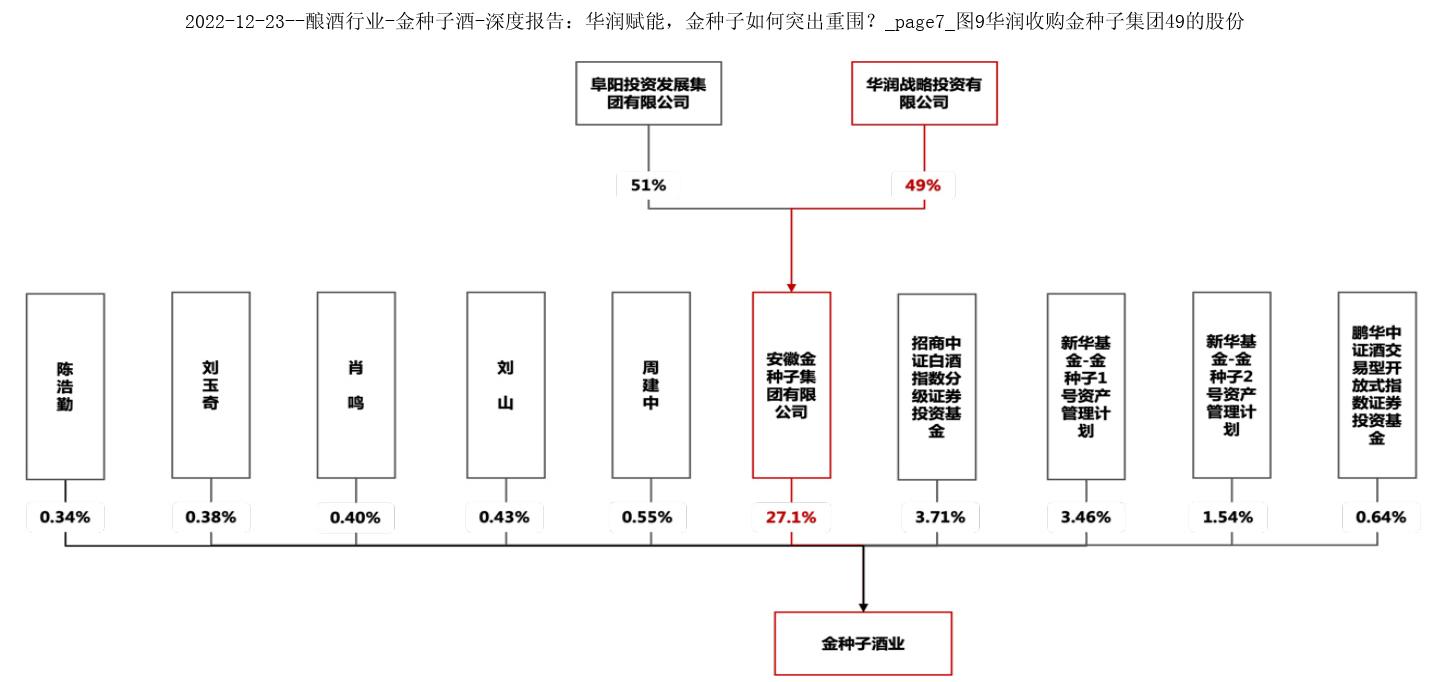 2022-12-23--酿酒行业-金种子酒-深度报告：华润赋能，金种子如何突出重围？_page7_图9华润收购金种子集团49的股份
阜阳投资发展集
团有限公司
华润战略投资有
限公司
51%
49%
陈
浩
勤
刘
玉
奇
肖
鸣
刘
山
周
建
中
安徽金
种子集
团有限
公司
招商中
证白酒
指数分
级证券
投资基
金
新华基
金-金
种子1
号资产
管理计
划
新华基
金-金
种子2
号资产
管理计
划
鹏华中
证酒交
易型开
放式指
数证券
投资基
金
0.34%
0.38%
0.40%
0.43%
0.55%
27.1%
3.71%
3.46%
1.54%
0.64%
金种子酒业